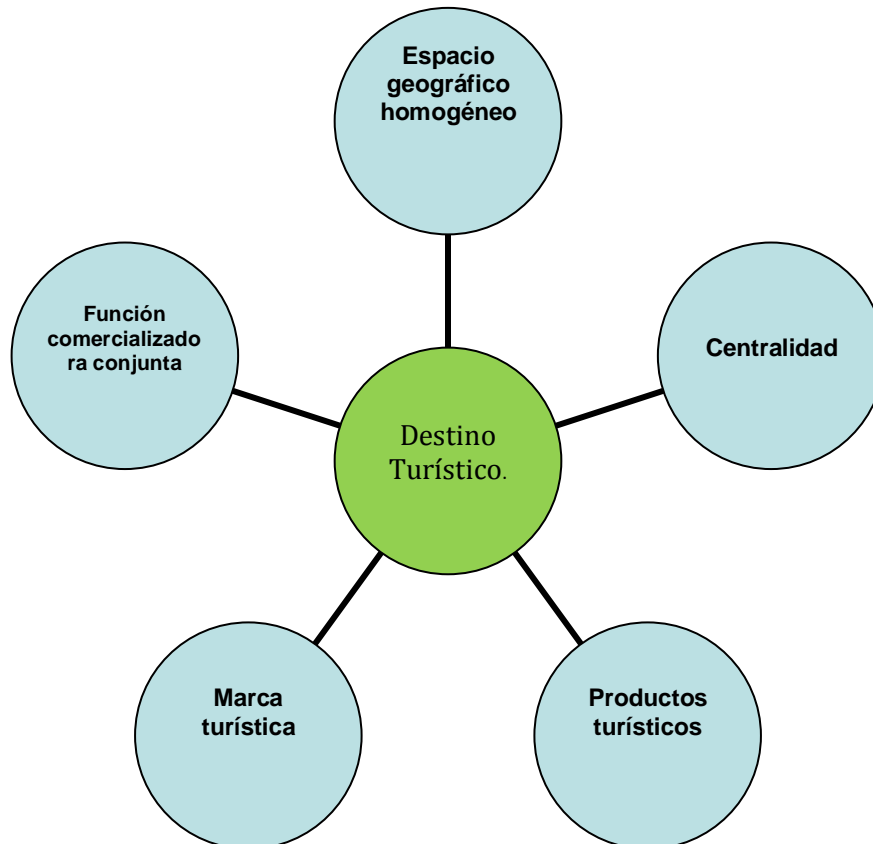 Espacio
geográfico
homogéneo
Función
comercializado
ra conjunta
Centralidad
Destino
Turístico.
Marca
turística
Productos
turísticos